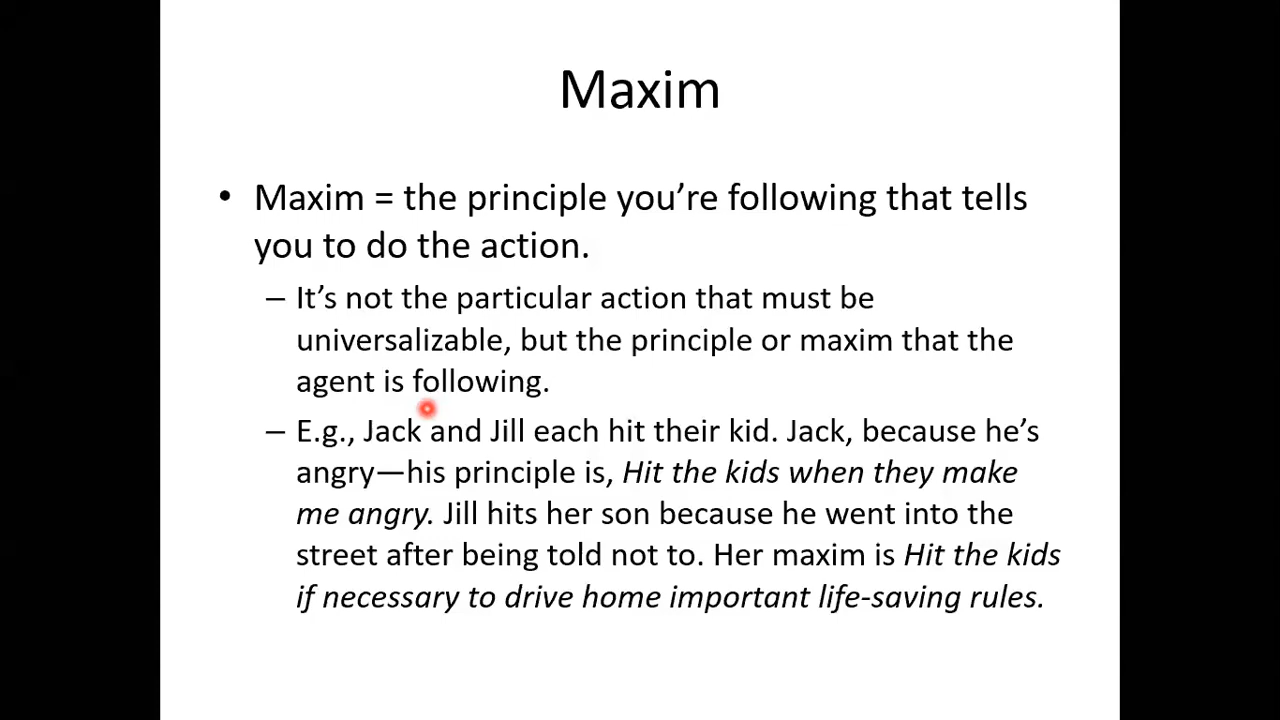 Maxim
• Maxim = the principle you’re following that tells
you to do the action.
– It’s not the particular action that must be
universalizable, but the principle or maxim that the
agent is following.
– E.g., Jack and Jill each hit their kid. Jack, because he’s
angry—his principle is, Hit the kids when they make
me angry. Jill hits her son because he went into the
street after being told not to. Her maxim is Hit the kids
if necessary to drive home important life-saving rules.